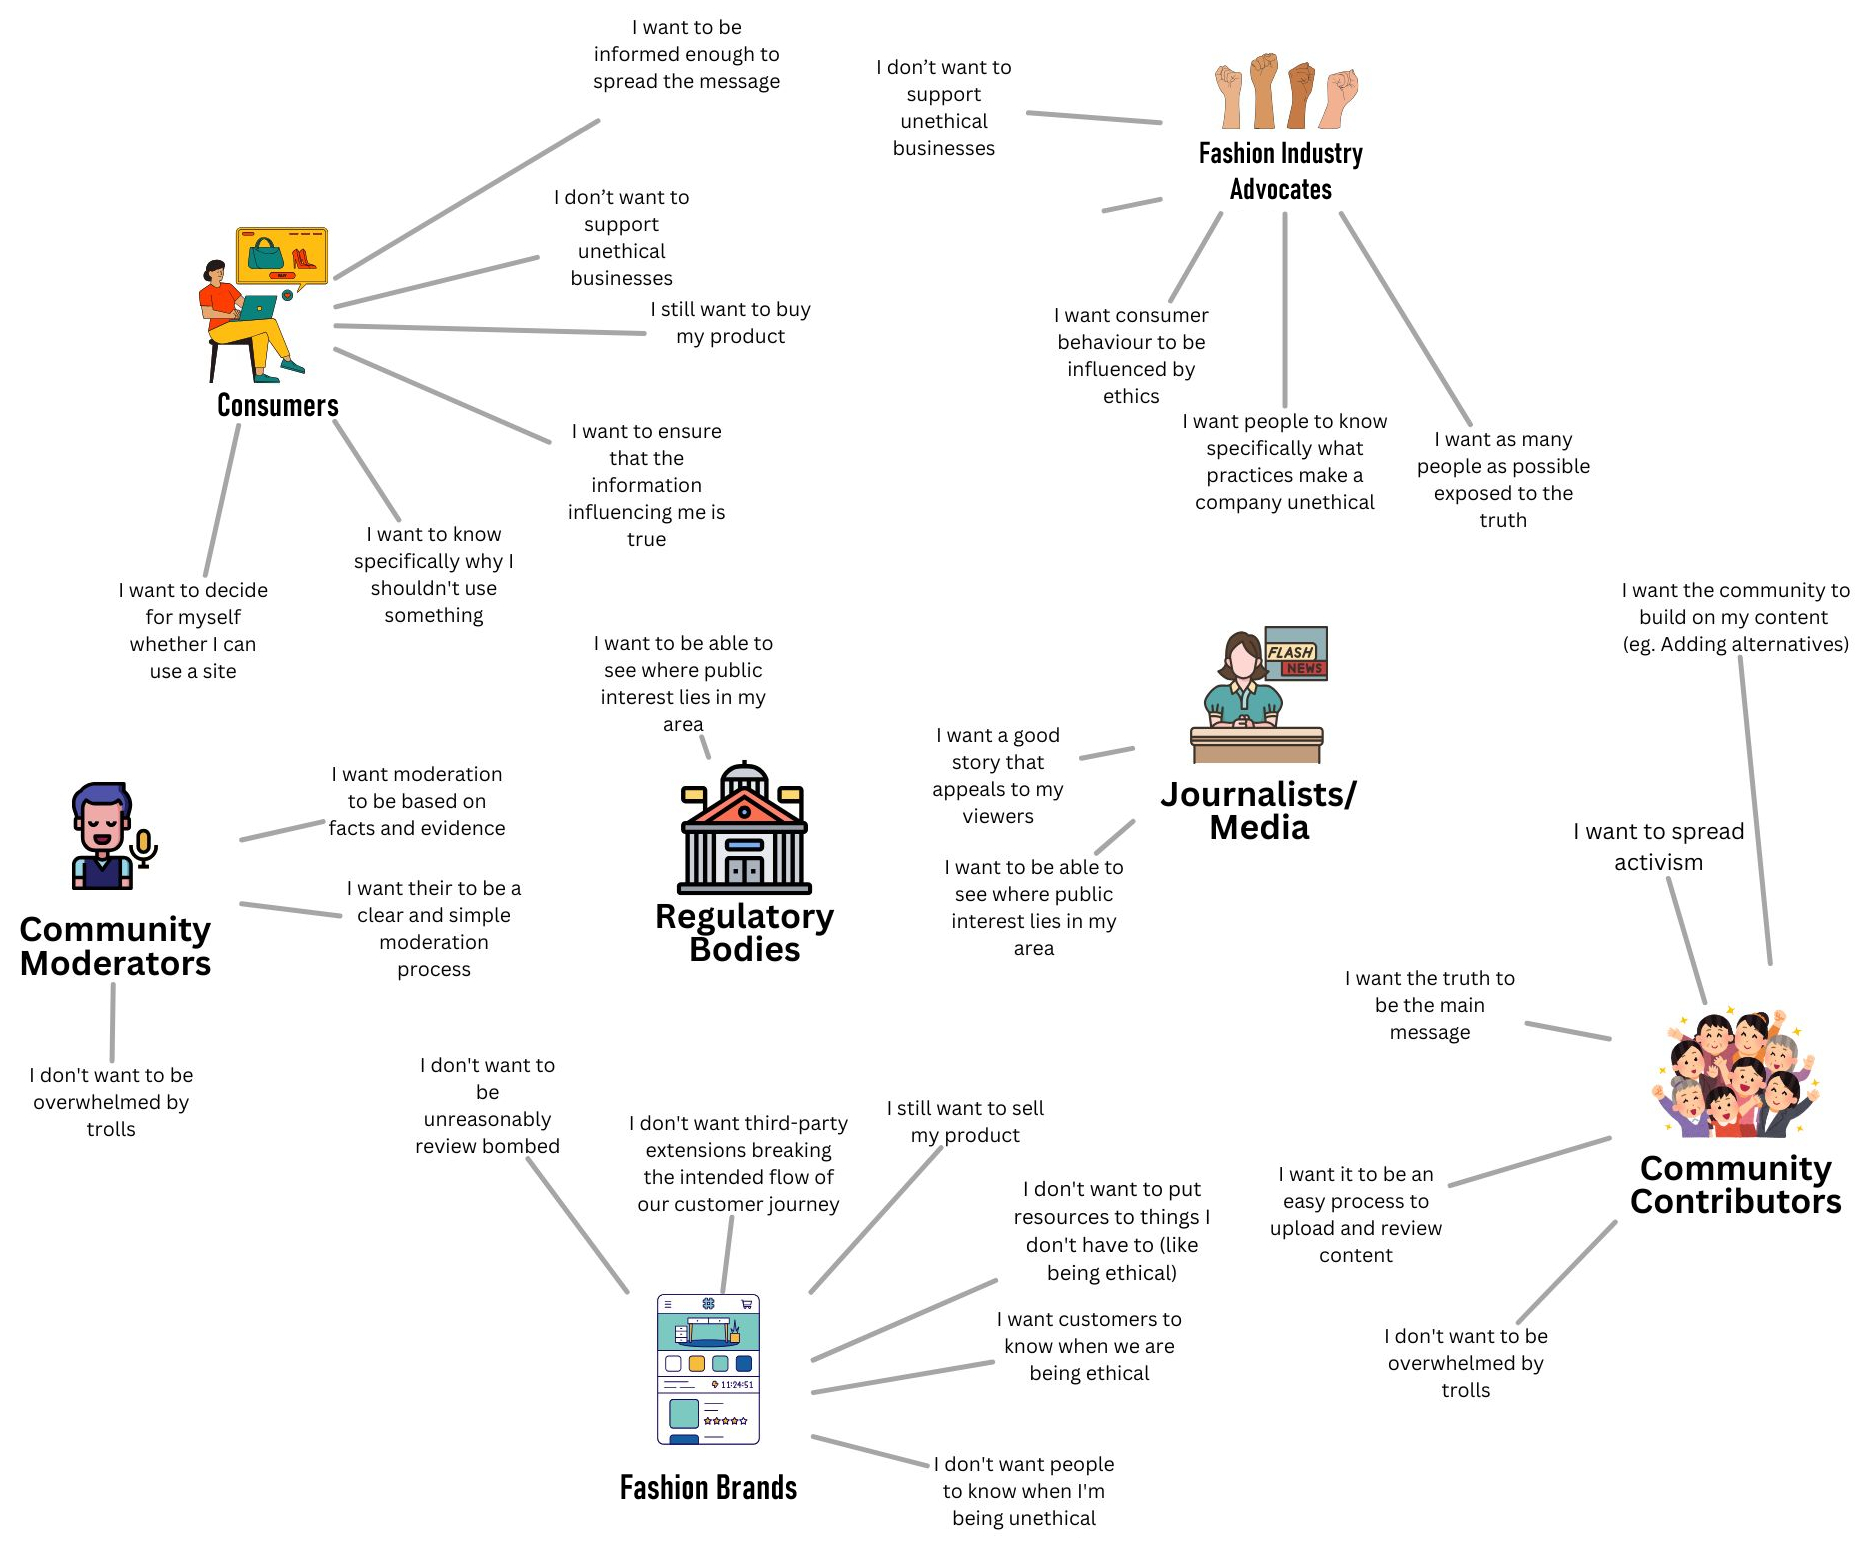 I want to be
informed enough to
spread the message
I don’t want to
support
unethical
businesses
I still want to buy
my product
I want to ensure
that the
information
influencing me is
true
Consumers
I want to know
specifically why I
shouldn't use
something
I want to decide
for myself
whether I can
use a site
I don’t want to
support
unethical
businesses
Fashion Industry
Advocates
I want consumer
behaviour to be
influenced by
ethics
I want people to know
specifically what
practices make a
company unethical
I want as many
people as possible
exposed to the
truth
I want to be able to
see where public
interest lies in my
area
Regulatory
Bodies
FLASH
NEWS
I want a good
story that
appeals to my
viewers
Journalists/
Media
I want to be able to
see where public
interest lies in my
area
I want moderation
to be based on
facts and evidence
I want their to be a
clear and simple
moderation
process
Community
Moderators
I don't want to be
overwhelmed by
trolls
I want the community to
build on my content
(eg. Adding alternatives)
I want to spread
activism
I want the truth to
be the main
message
Community
Contributors
I want it to be an
easy process to
upload and review
content
I don't want to be
overwhelmed by
trolls
I don't want to
be
unreasonably
review bombed
I don't want third-party
extensions breaking
the intended flow of
our customer journey
I still want to sell
my product
I don't want to put
resources to things I
don't have to (like
being ethical)
I want customers to
know when we are
being ethical
11:24:51
Fashion Brands
I don't want people
to know when I'm
being unethical